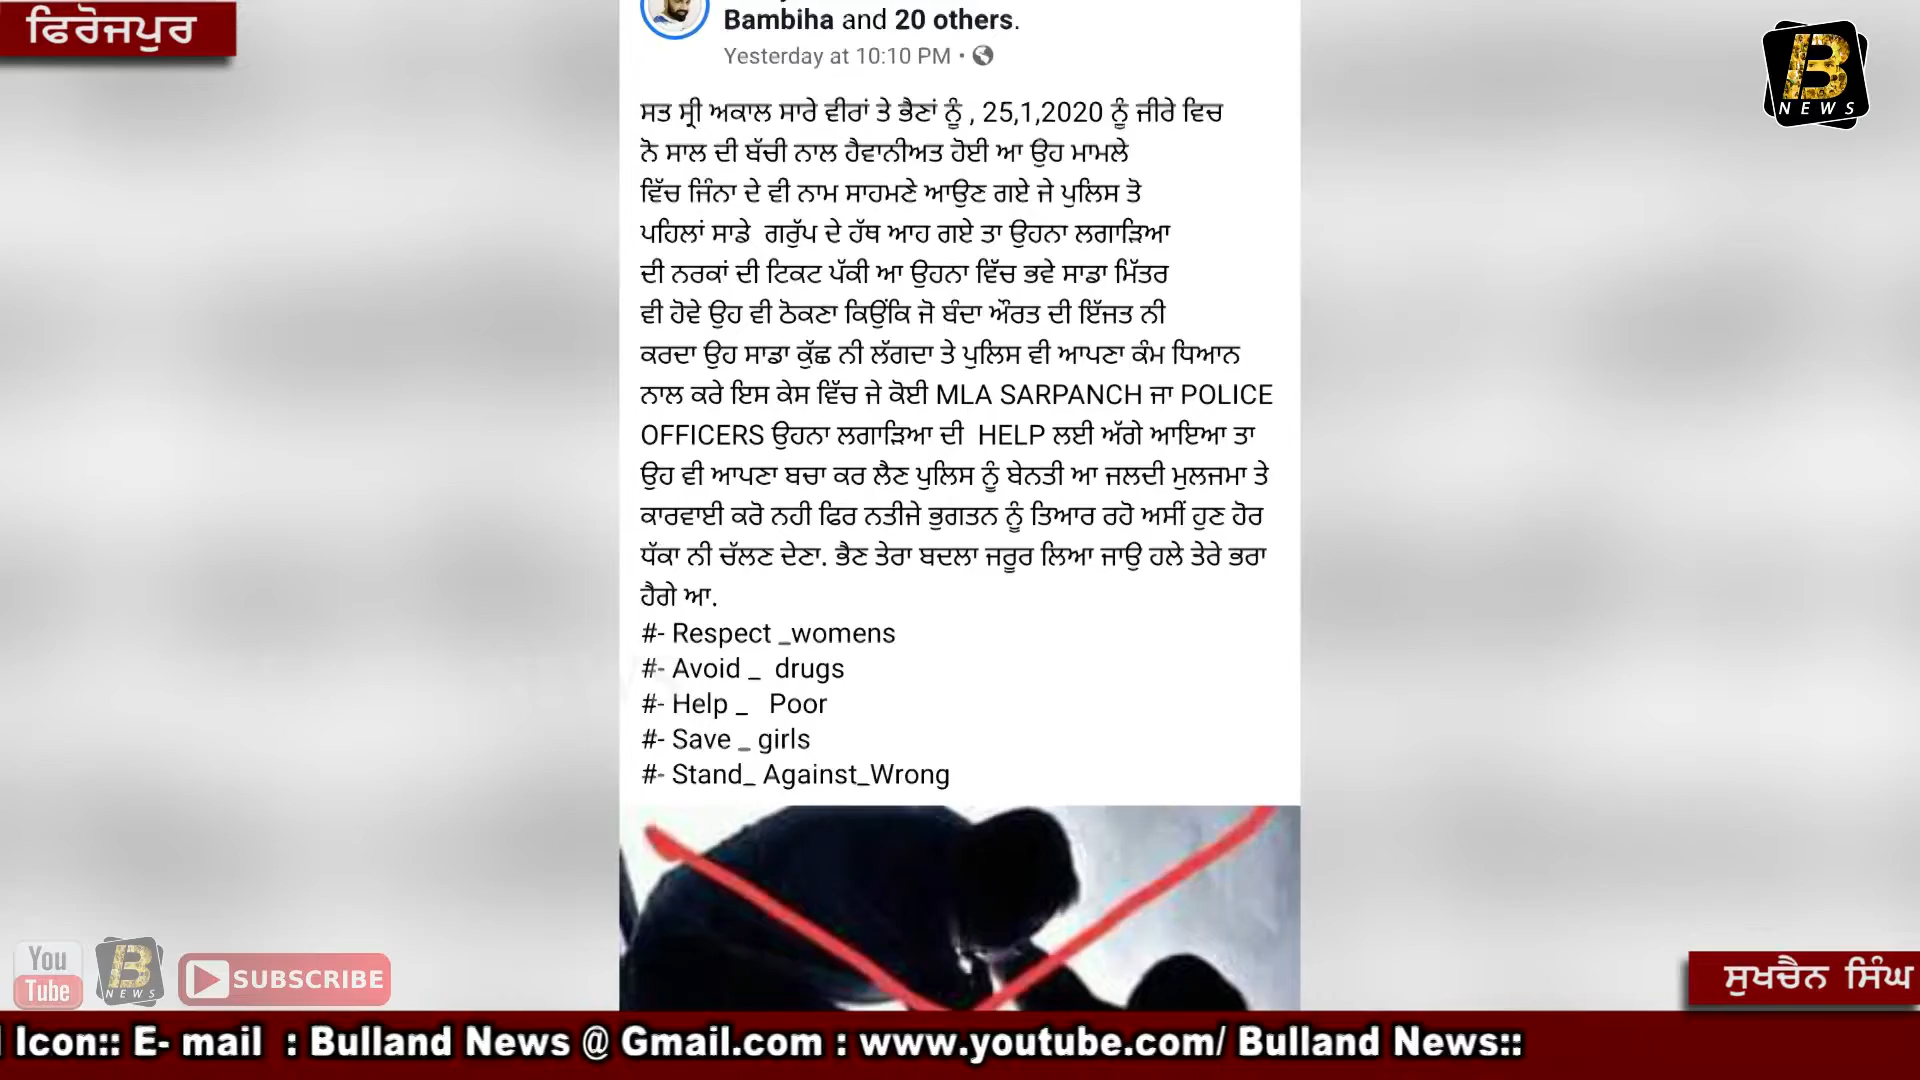 ਫਿਰੋਜਪੁਰ
Bambiha and 20 others.
Yesterday at 10:10 PM •
B
NEWS
ਸਤ ਸ੍ਰੀ ਅਕਾਲ ਸਾਰੇ ਵੀਰਾਂ ਤੇ ਭੈਣਾਂ ਨੂੰ , 25,1,2020 ਨੂੰ ਜੀਰੇ ਵਿਚ
ਨੋ ਸਾਲ ਦੀ ਬੱਚੀ ਨਾਲ ਹੈਵਾਨੀਅਤ ਹੋਈ ਆ ਉਹ ਮਾਮਲੇ
ਵਿੱਚ ਜਿੰਨਾ ਦੇ ਵੀ ਨਾਮ ਸਾਹਮਣੇ ਆਉਣ ਗਏ ਜੇ ਪੁਲਿਸ ਤੋ
ਪਹਿਲਾਂ ਸਾਡੇ  ਗਰੁੱਪ ਦੇ ਹੱਥ ਆਹ ਗਏ ਤਾ ਉਹਨਾ ਲਗਾੜਿਆ
ਦੀ ਨਰਕਾਂ ਦੀ ਟਿਕਟ ਪੱਕੀ ਆ ਉਹਨਾ ਵਿੱਚ ਭਵੇ ਸਾਡਾ ਮਿੱਤਰ
ਵੀ ਹੋਵੇ ਉਹ ਵੀ ਠੋਕਣਾ ਕਿਉਂਕਿ ਜੋ ਬੰਦਾ ਔਰਤ ਦੀ ਇੱਜਤ ਨੀ
ਕਰਦਾ ਉਹ ਸਾਡਾ ਕੁੱਛ ਨੀ ਲੱਗਦਾ ਤੇ ਪੁਲਿਸ ਵੀ ਆਪਣਾ ਕੰਮ ਧਿਆਨ
ਨਾਲ ਕਰੇ ਇਸ ਕੇਸ ਵਿੱਚ ਜੇ ਕੋਈ MLA SARPANCH ਜਾ POLICE
OFFICERS ਉਹਨਾ ਲਗਾੜਿਆ ਦੀ  HELP ਲਈ ਅੱਗੇ ਆਇਆ ਤਾ
ਉਹ ਵੀ ਆਪਣਾ ਬਚਾ ਕਰ ਲੈਣ ਪੁਲਿਸ ਨੂੰ ਬੇਨਤੀ ਆ ਜਲਦੀ ਮੁਲਜਮਾ ਤੇ
ਕਾਰਵਾਈ ਕਰੋ ਨਹੀ ਫਿਰ ਨਤੀਜੇ ਭੁਗਤਨ ਨੂੰ ਤਿਆਰ ਰਹੋ ਅਸੀਂ ਹੁਣ ਹੋਰ
ਧੱਕਾ ਨੀ ਚੱਲਣ ਦੇਣਾ. ਭੈਣ ਤੇਰਾ ਬਦਲਾ ਜਰੂਰ ਲਿਆ ਜਾਉ ਹਲੇ ਤੇਰੇ ਭਰਾ
ਹੈਗੇ ਆ.
#- Respect _womens
#- Avoid _  drugs
#- Help _   Poor
#- Save _ girls
#- Stand_ Against_Wrong
You Tube
B NEWS
SUBSCRIBE
ਸੁਖਚੈਨ ਸਿੰਘ
Icon:: E- mail  : Bulland News @ Gmail.com : www.youtube.com/ Bulland News::